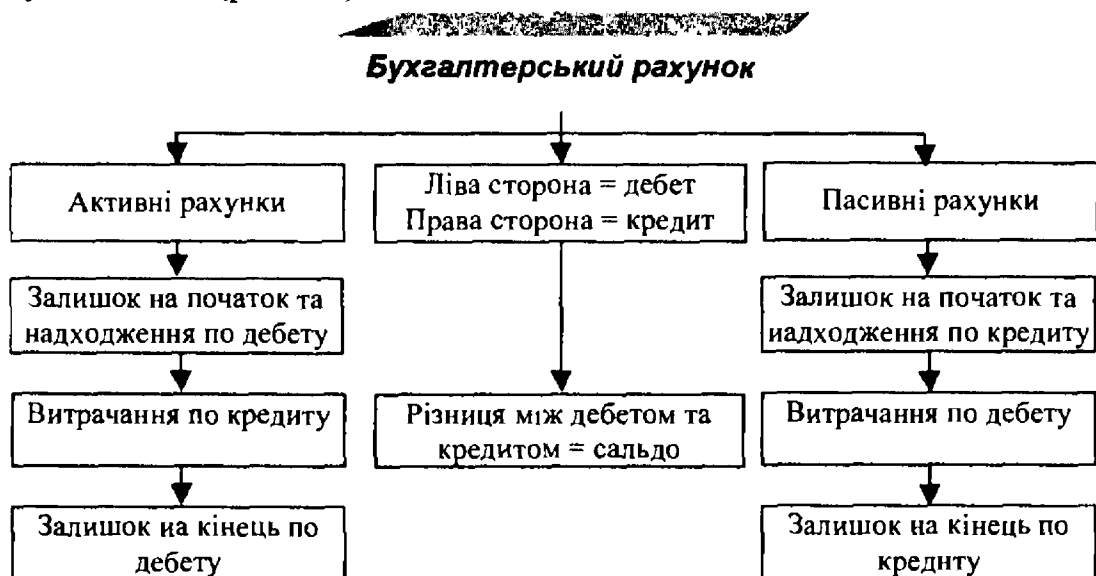 Бухгалтерський рахунок
Активні рахунки
Ліва сторона = дебет
Права сторона = кредит
Пасивні рахунки
Залишок на початок та
надходження по дебету
Залишок на початок та
иадходження по кредиту
Витрачання по кредиту
Різниця між дебетом та
кредитом = сальдо
Витрачання по дебету
Залишок иа кінець по
дебету
Залишок на кінець по
кредиту